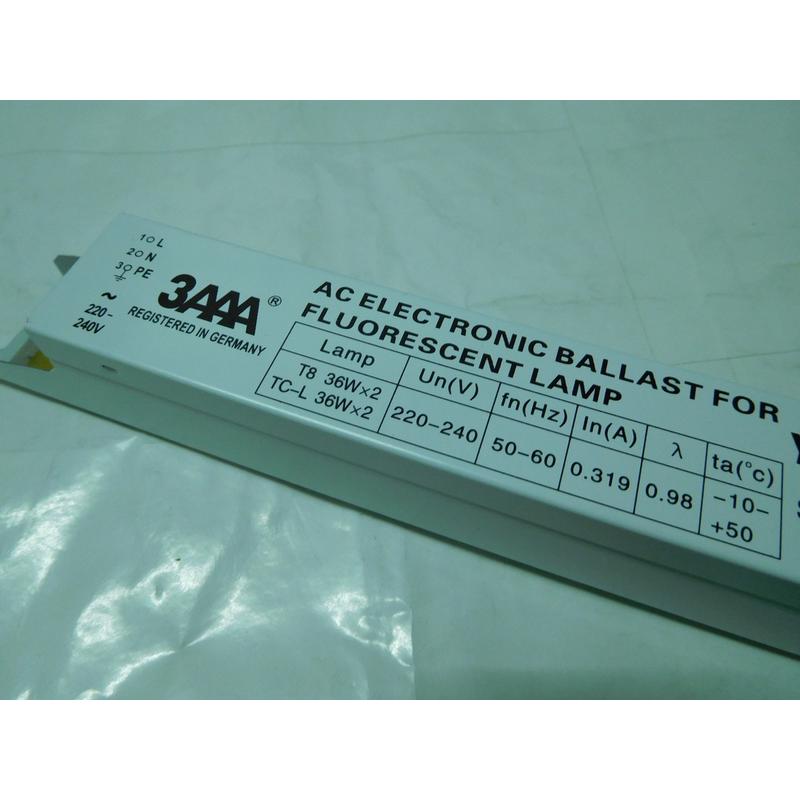 1 L
2 N
3 PE
~
220-
240V
3AAA®
REGISTERED IN GERMANY
AC ELECTRONIC BALLAST FOR
FLUORESCENT LAMP
Lamp Un(V) fn(Hz) In(A) λ ta(°c)
T8 36W×2
TC-L 36W×2
220-240 50-60 0.319 0.98 -10-
+50